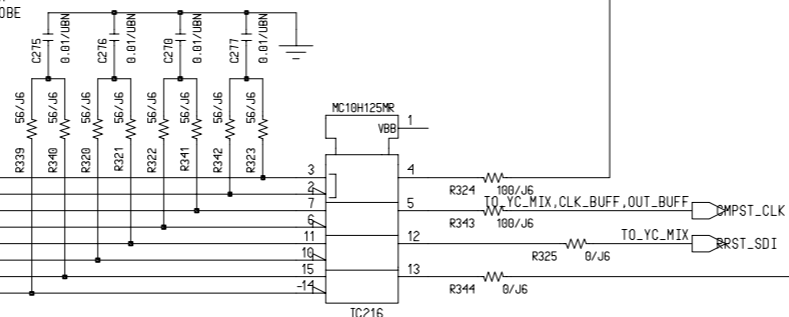 OBE
C275
0.01/UBN
C276
0.01/UBN
C278
0.01/UBN
C277
0.01/UBN
56/J6
56/J6
56/J6
56/J6
56/J6
56/J6
56/J6
56/J6
R339
R340
R320
R321
R322
R341
R342
R323
MC10H125MR
VBB
1
3
2
7
6
11
10
15
-14
4
5
12
13
R324
100/J6
TO_YC_MIX,CLK_BUFF,OUT_BUFF
CMPST_CLK
R343
100/J6
TO_YC_MIX
RRST_SDI
R325
0/J6
R344
0/J6
IC216